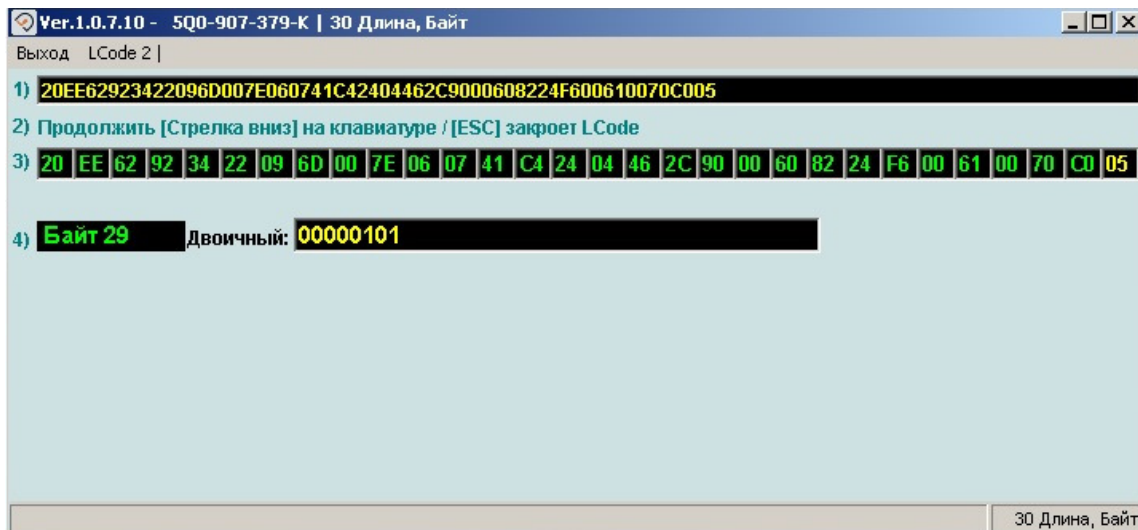 Ver.1.0.7.10 - 5Q0-907-379-K | 30 Длина, Байт
Выход LCode 2 |
1) 20EE62923422096D007E060741C42404462C9000608224F600610070C005
2) Продолжить [Стрелка вниз] на клавиатуре / [ESC] закроет LCode
3) 20 EE 62 92 34 22 09 6D 00 7E 06 07 41 C4 24 04 46 2C 90 00 60 82 24 F6 00 61 00 70 C0 05
4) Байт 29 Двоичный: 00000101
30 Длина, Байт